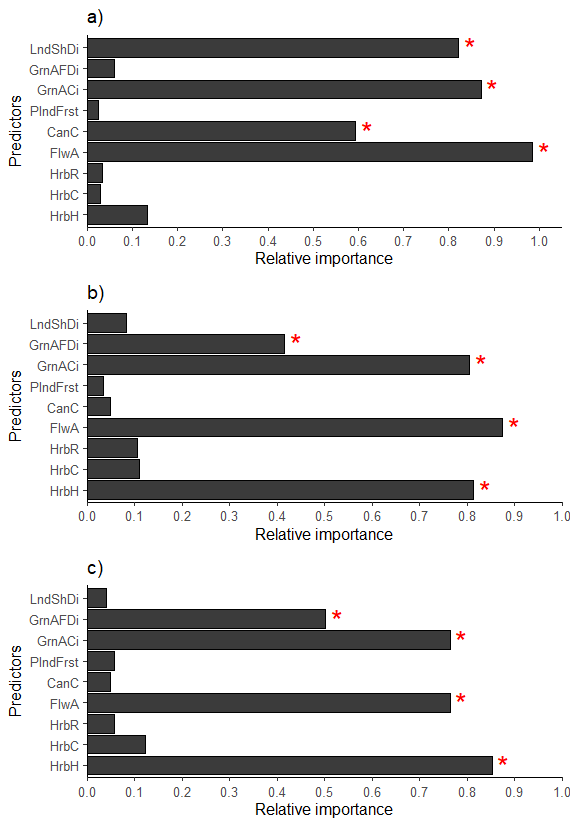 a)
Predictors
LndShDi
GrnAFDi
GrnACi
PlndFrst
CanC
FlwA
HrbR
HrbC
HrbH
*
*
*
*
0.0 0.1 0.2 0.3 0.4 0.5 0.6 0.7 0.8 0.9 1.0
Relative importance
b)
Predictors
LndShDi
GrnAFDi
GrnACi
PlndFrst
CanC
FlwA
HrbR
HrbC
HrbH
*
*
*
*
0.0 0.1 0.2 0.3 0.4 0.5 0.6 0.7 0.8 0.9 1.0
Relative importance
c)
Predictors
LndShDi
GrnAFDi
GrnACi
PlndFrst
CanC
FlwA
HrbR
HrbC
HrbH
*
*
*
*
0.0 0.1 0.2 0.3 0.4 0.5 0.6 0.7 0.8 0.9 1.0
Relative importance